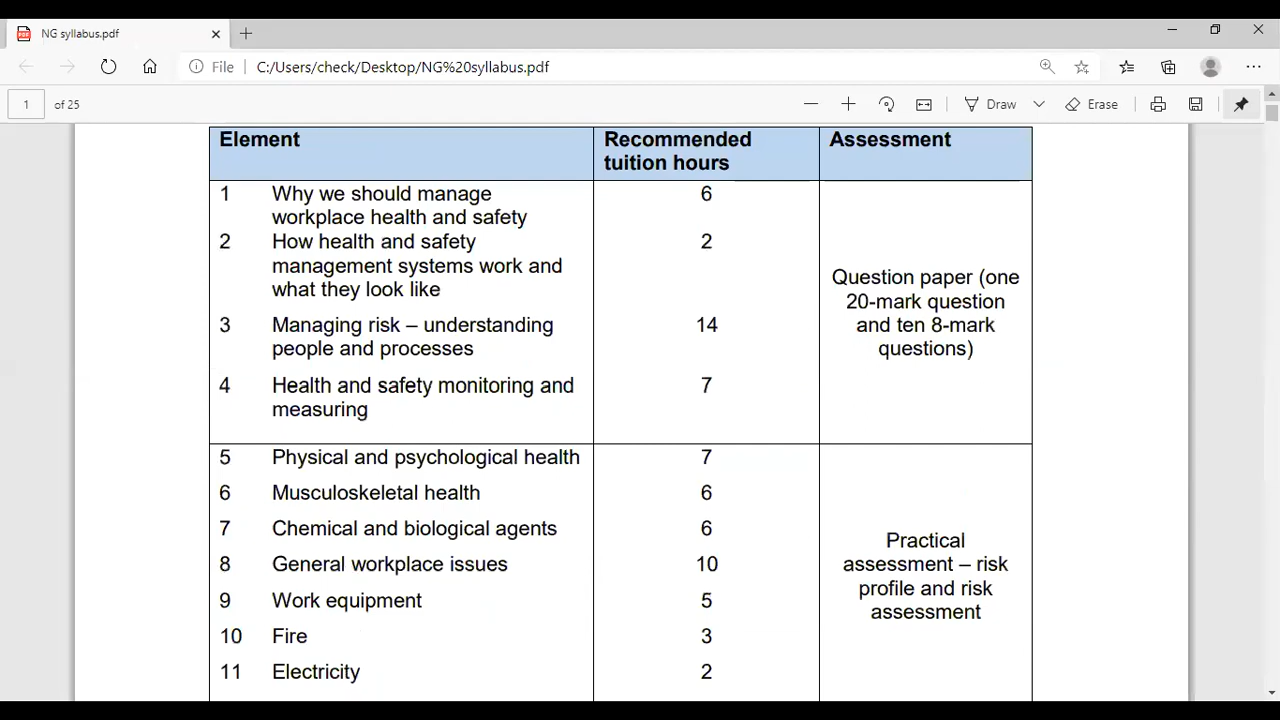 NG syllabus.pdf
File C:/Users/check/Desktop/NG%20syllabus.pdf
1 of 25 Draw Erase
Element Recommended tuition hours Assessment
1 Why we should manage 6
workplace health and safety
2 How health and safety 2
management systems work and
what they look like
3 Managing risk – understanding 14
people and processes
4 Health and safety monitoring and 7
measuring
Question paper (one
20-mark question
and ten 8-mark
questions)
5 Physical and psychological health 7
6 Musculoskeletal health 6
7 Chemical and biological agents 6
8 General workplace issues 10
9 Work equipment 5
10 Fire 3
11 Electricity 2
Practical
assessment – risk
profile and risk
assessment